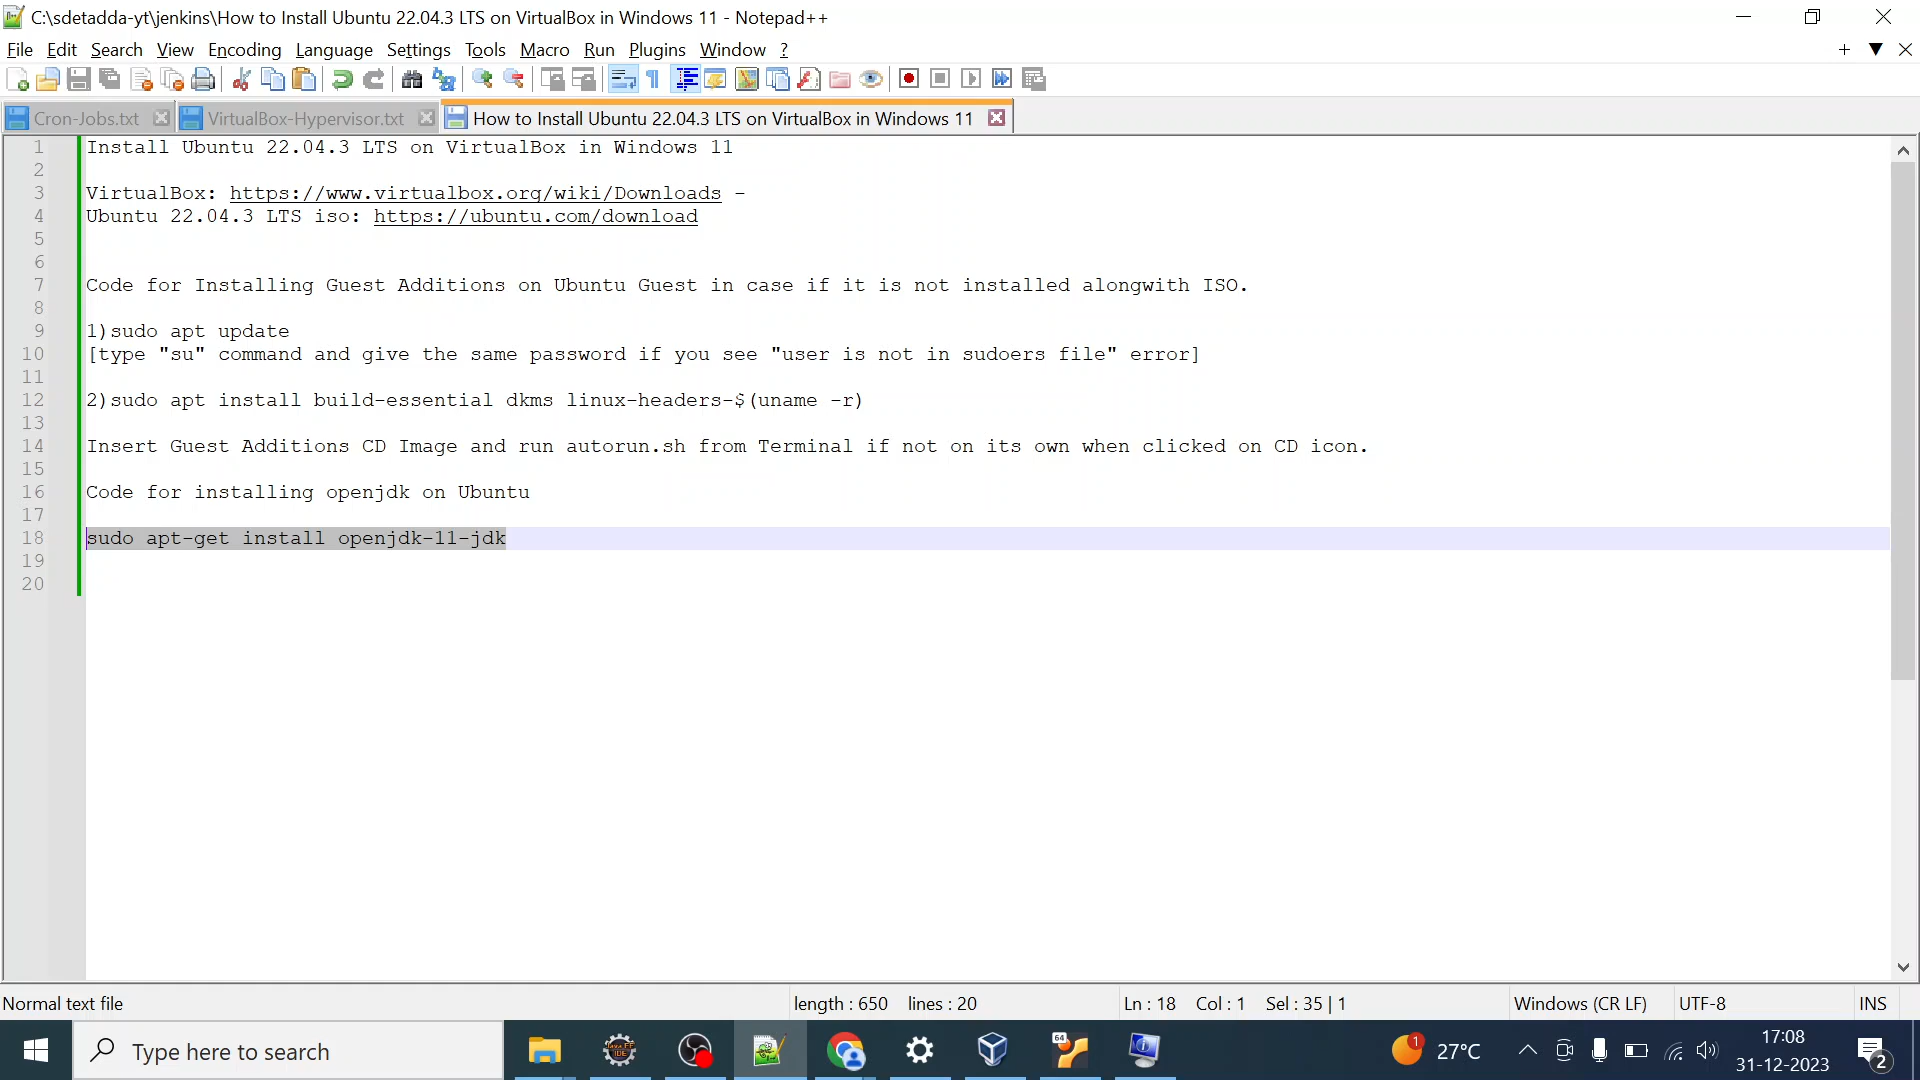 C:\sdetadda-yt\jenkins\How to Install Ubuntu 22.04.3 LTS on VirtualBox in Windows 11 - Notepad++
File Edit Search View Encoding Language Settings Tools Macro Run Plugins Window ?
Cron-Jobs.txt VirtualBox-Hypervisor.txt How to Install Ubuntu 22.04.3 LTS on VirtualBox in Windows 11
1 Install Ubuntu 22.04.3 LTS on VirtualBox in Windows 11
2
3 VirtualBox: https://www.virtualbox.org/wiki/Downloads -
4 Ubuntu 22.04.3 LTS iso: https://ubuntu.com/download
5
6
7 Code for Installing Guest Additions on Ubuntu Guest in case if it is not installed alongwith ISO.
8
9 1)sudo apt update
10 [type "su" command and give the same password if you see "user is not in sudoers file" error]
11
12 2)sudo apt install build-essential dkms linux-headers-$(uname -r)
13
14 Insert Guest Additions CD Image and run autorun.sh from Terminal if not on its own when clicked on CD icon.
15
16 Code for installing openjdk on Ubuntu
17
18 sudo apt-get install openjdk-11-jdk
19
20
Normal text file length : 650 lines : 20 Ln : 18 Col : 1 Sel : 35 | 1 Windows (CR LF) UTF-8 INS
Type here to search 64 1 27°C 17:08
31-12-2023 2